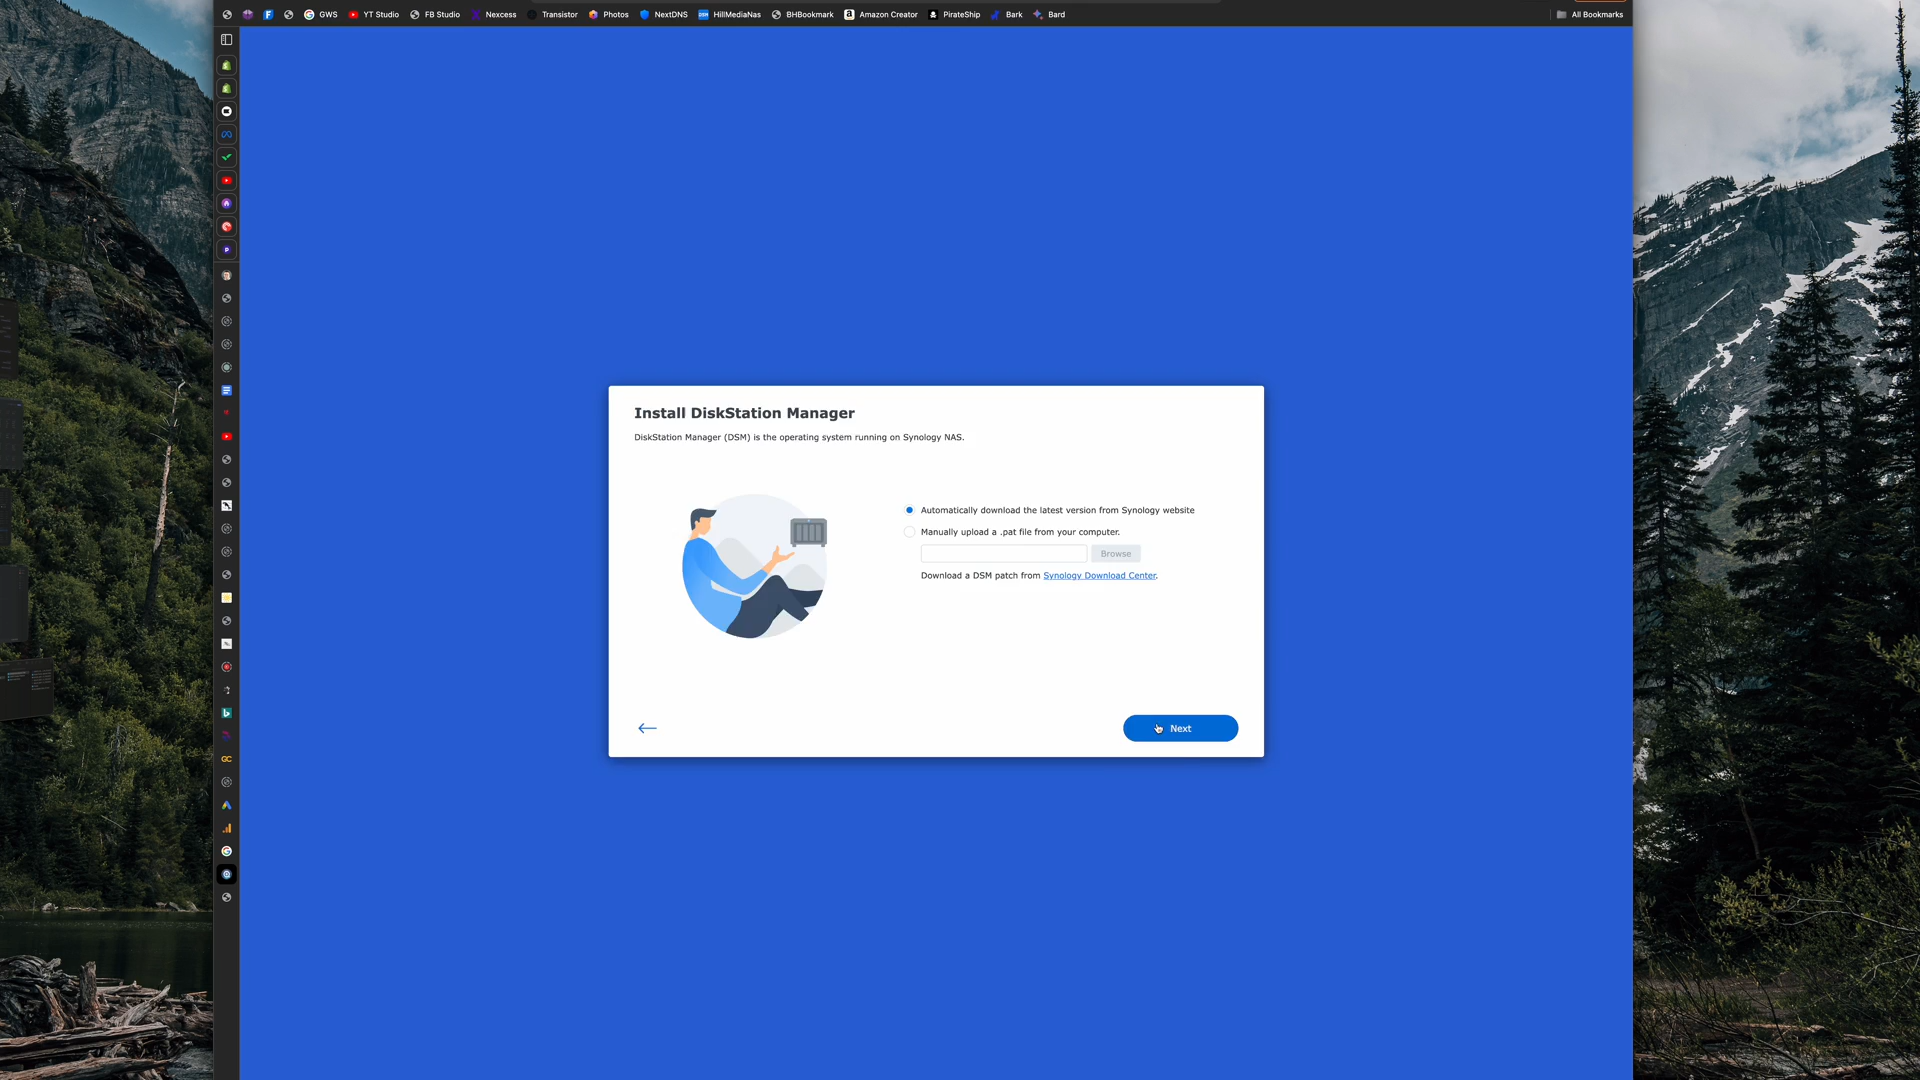 GWS YT Studio FB Studio Nexcess Transistor Photos NextDNS HillMediaNas BHBookmark Amazon Creator PirateShip Bark Bard All Bookmarks
Install DiskStation Manager
DiskStation Manager (DSM) is the operating system running on Synology NAS.
Automatically download the latest version from Synology website
Manually upload a .pat file from your computer.
Browse
Download a DSM patch from Synology Download Center.
Next
GC